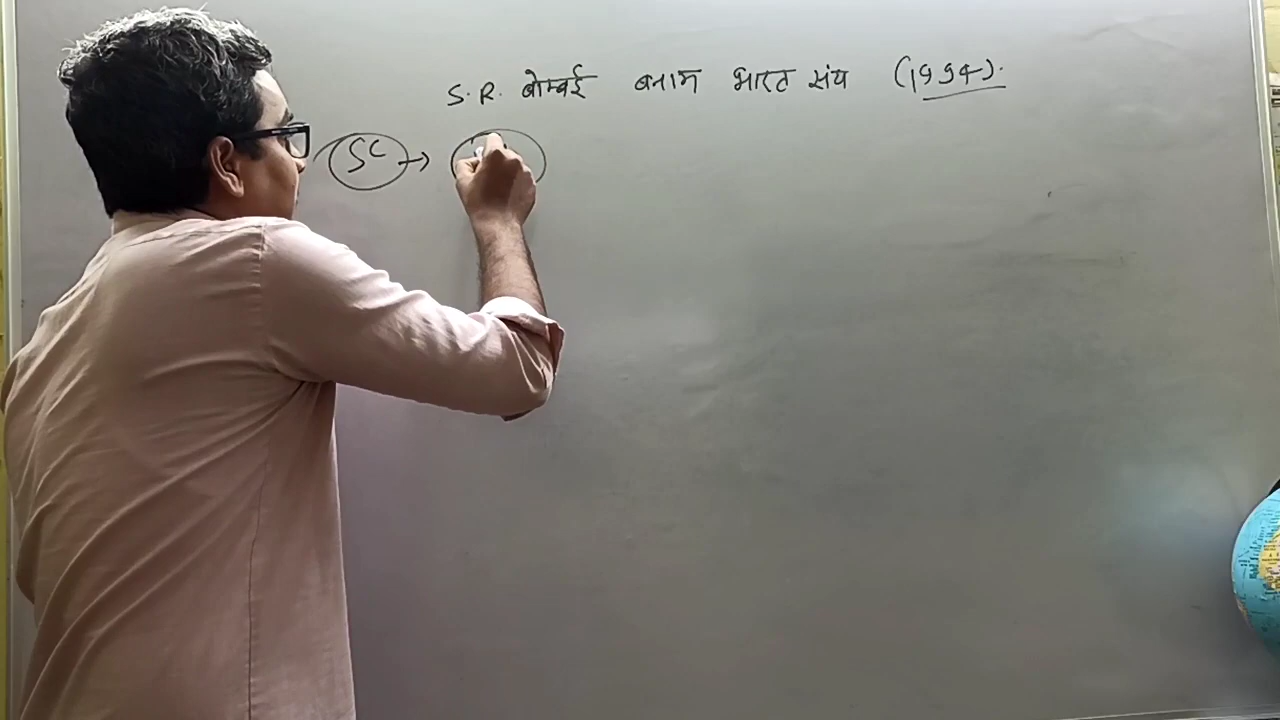 S.R. बोम्बई बनाम भारत संघ (1994).
SC →